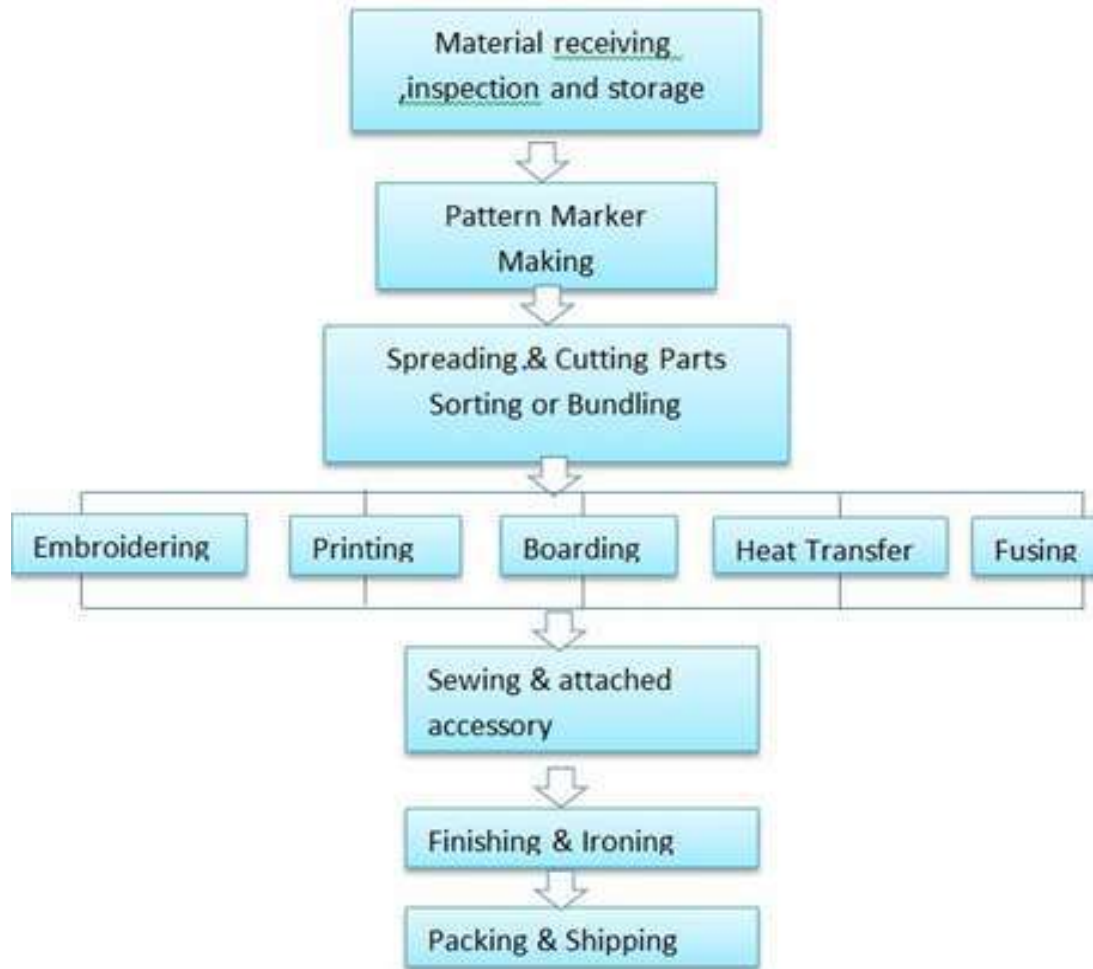 Material receiving
,inspection and storage
Pattern Marker
Making
Spreading.& Cutting Parts
Sorting or Bundling
Embroidering
Printing
Boarding
Heat Transfer
Fusing
Sewing & attached
accessory
Finishing & Ironing
Packing & Shipping